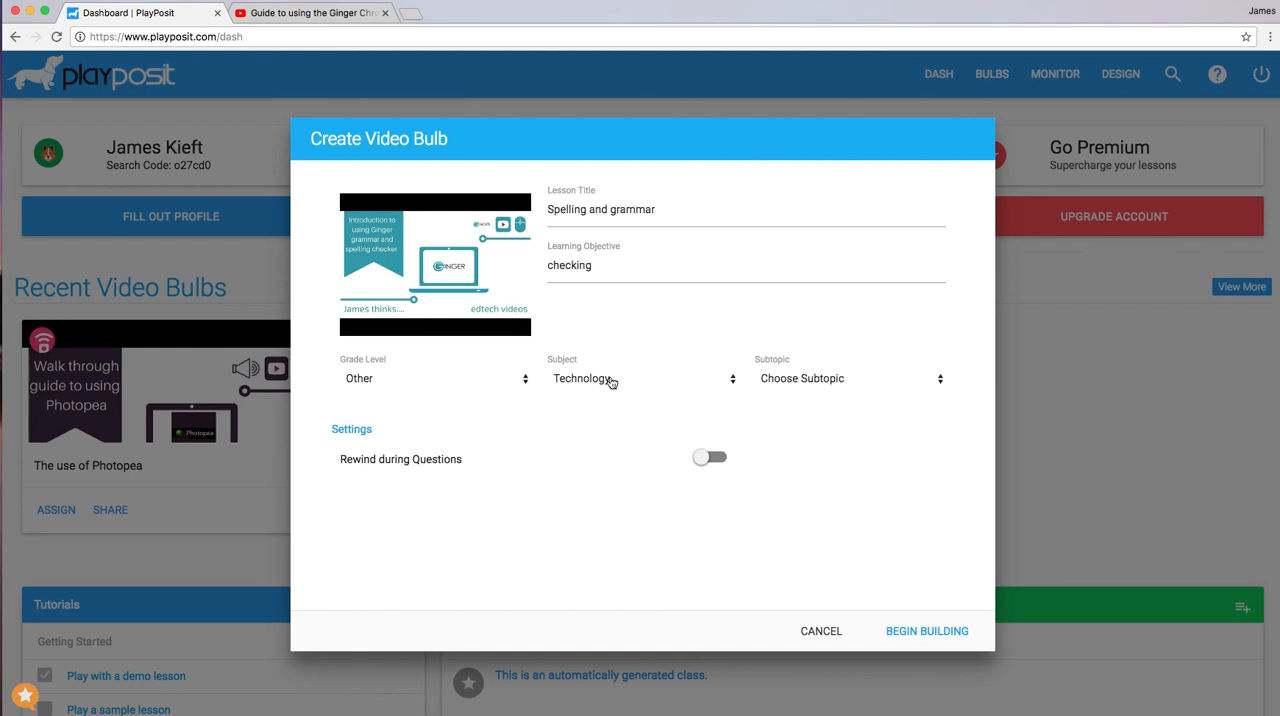 Dashboard | PlayPosit
Guide to using the Ginger Chro
James
https://www.playposit.com/dash
playposit
DASH
BULBS
MONITOR
DESIGN
?
James Kieft
Search Code: o27cd0
FILL OUT PROFILE
Go Premium
Supercharge your lessons
UPGRADE ACCOUNT
Recent Video Bulbs
View More
Walk through
guide to using
Photopea
Photopea
The use of Photopea
ASSIGN
SHARE
Create Video Bulb
Introduction to
using Ginger
grammar and
spelling checker
GINGER
GINGER
James thinks....
edtech videos
Lesson Title
Spelling and grammar
Learning Objective
checking
Grade Level
Other
Subject
Technology
Subtopic
Choose Subtopic
Settings
Rewind during Questions
CANCEL
BEGIN BUILDING
Tutorials
Getting Started
Play with a demo lesson
Play a sample lesson
This is an automatically generated class.